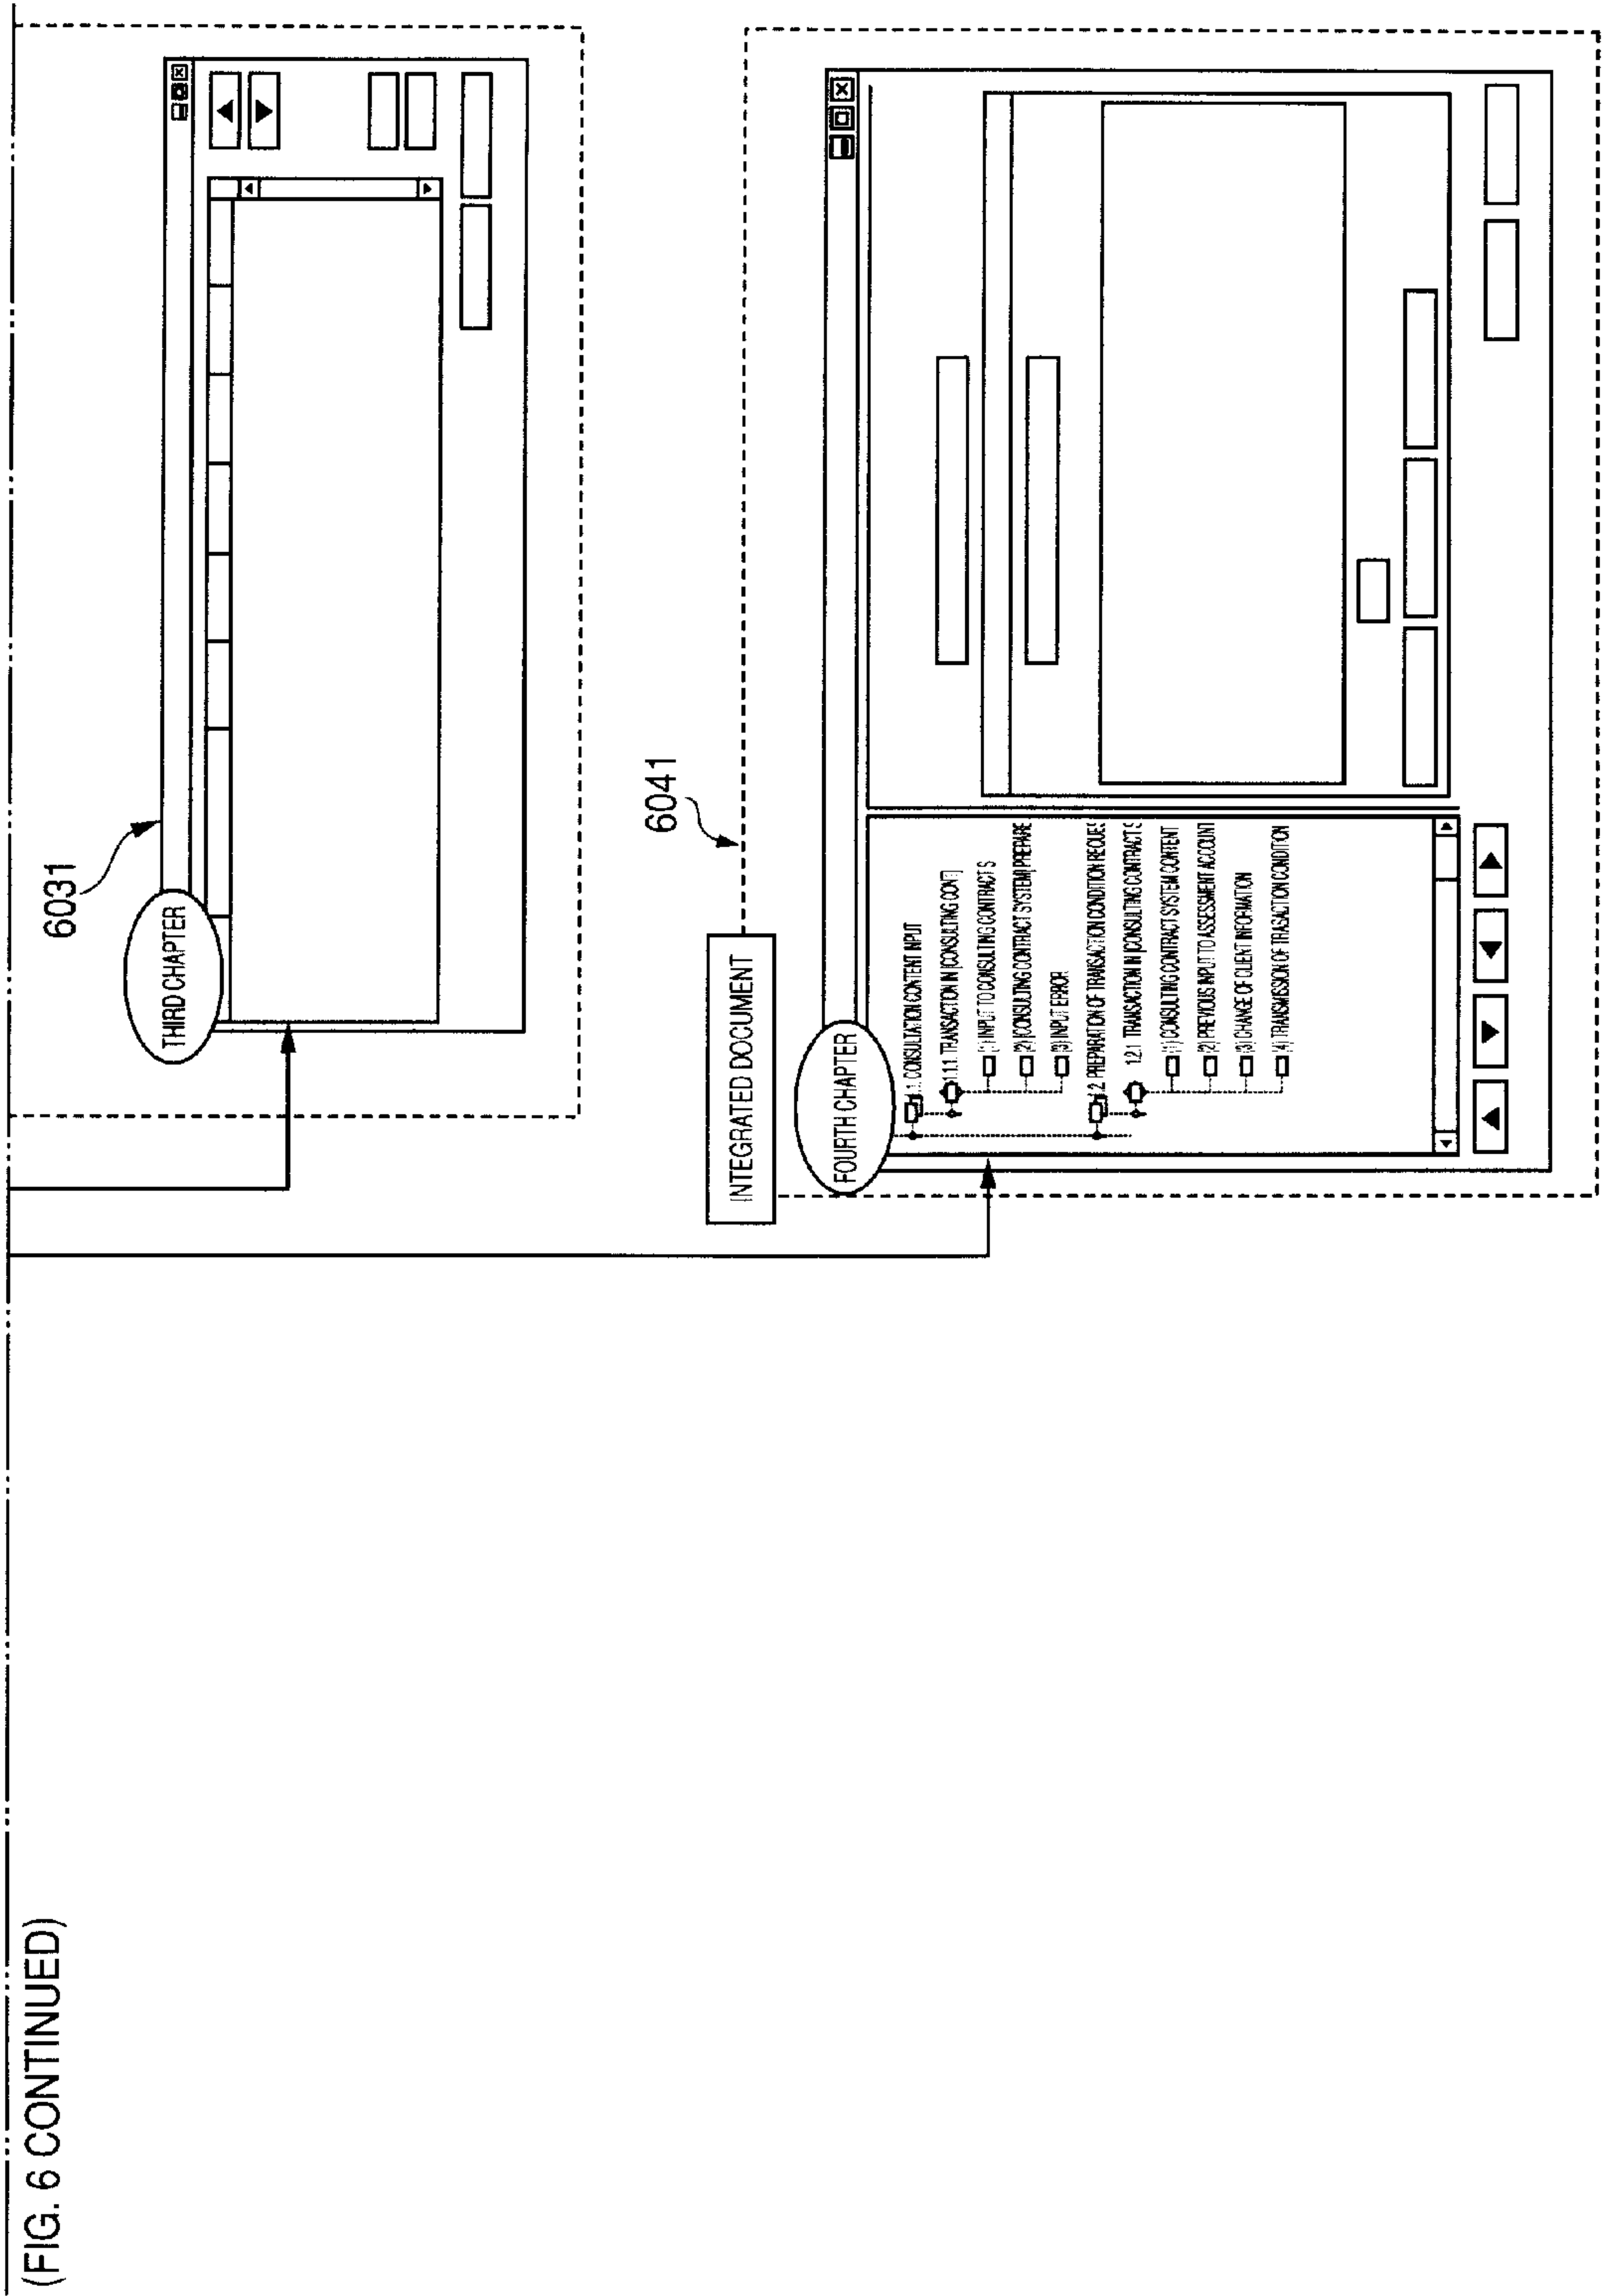 (FIG. 6 CONTINUED)
6031
THIRD CHAPTER
6041
INTEGRATED DOCUMENT
FOURTH CHAPTER
1.1. CONSULTATION CONTENT INPUT
1.1.1. TRANSACTION IN [CONSULTING CONT]
(1) INPUT TO CONSULTING CONTRACT S
(2) [CONSULTING CONTRACT SYSTEM] PREPARE
(3) INPUT ERROR
1.2. PREPARATION OF TRANSACTION CONDITION REQUES
1.2.1 TRANSACTION IN [CONSULTING CONTRACT S
(1) CONSULTING CONTRACT SYSTEM CONTENT
(2) PREVIOUS INPUT TO ASSESSMENT ACCOUNT
(3) CHANGE OF CLIENT INFORMATION
(4) TRANSMISSION OF TRASACTION CONDITION